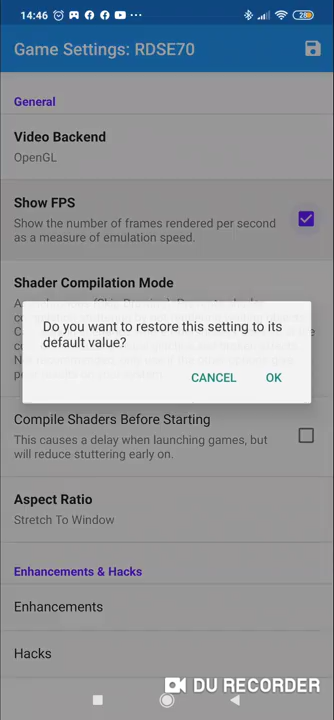 14:46
28
Game Settings: RDSE70
General
Video Backend
OpenGL
Show FPS
Show the number of frames rendered per second
as a measure of emulation speed.
Shader Compilation Mode
Do you want to restore this setting to its
default value?
CANCEL
OK
Compile Shaders Before Starting
This causes a delay when launching games, but
will reduce stuttering early on.
Aspect Ratio
Stretch To Window
Enhancements & Hacks
Enhancements
Hacks
DU RECORDER